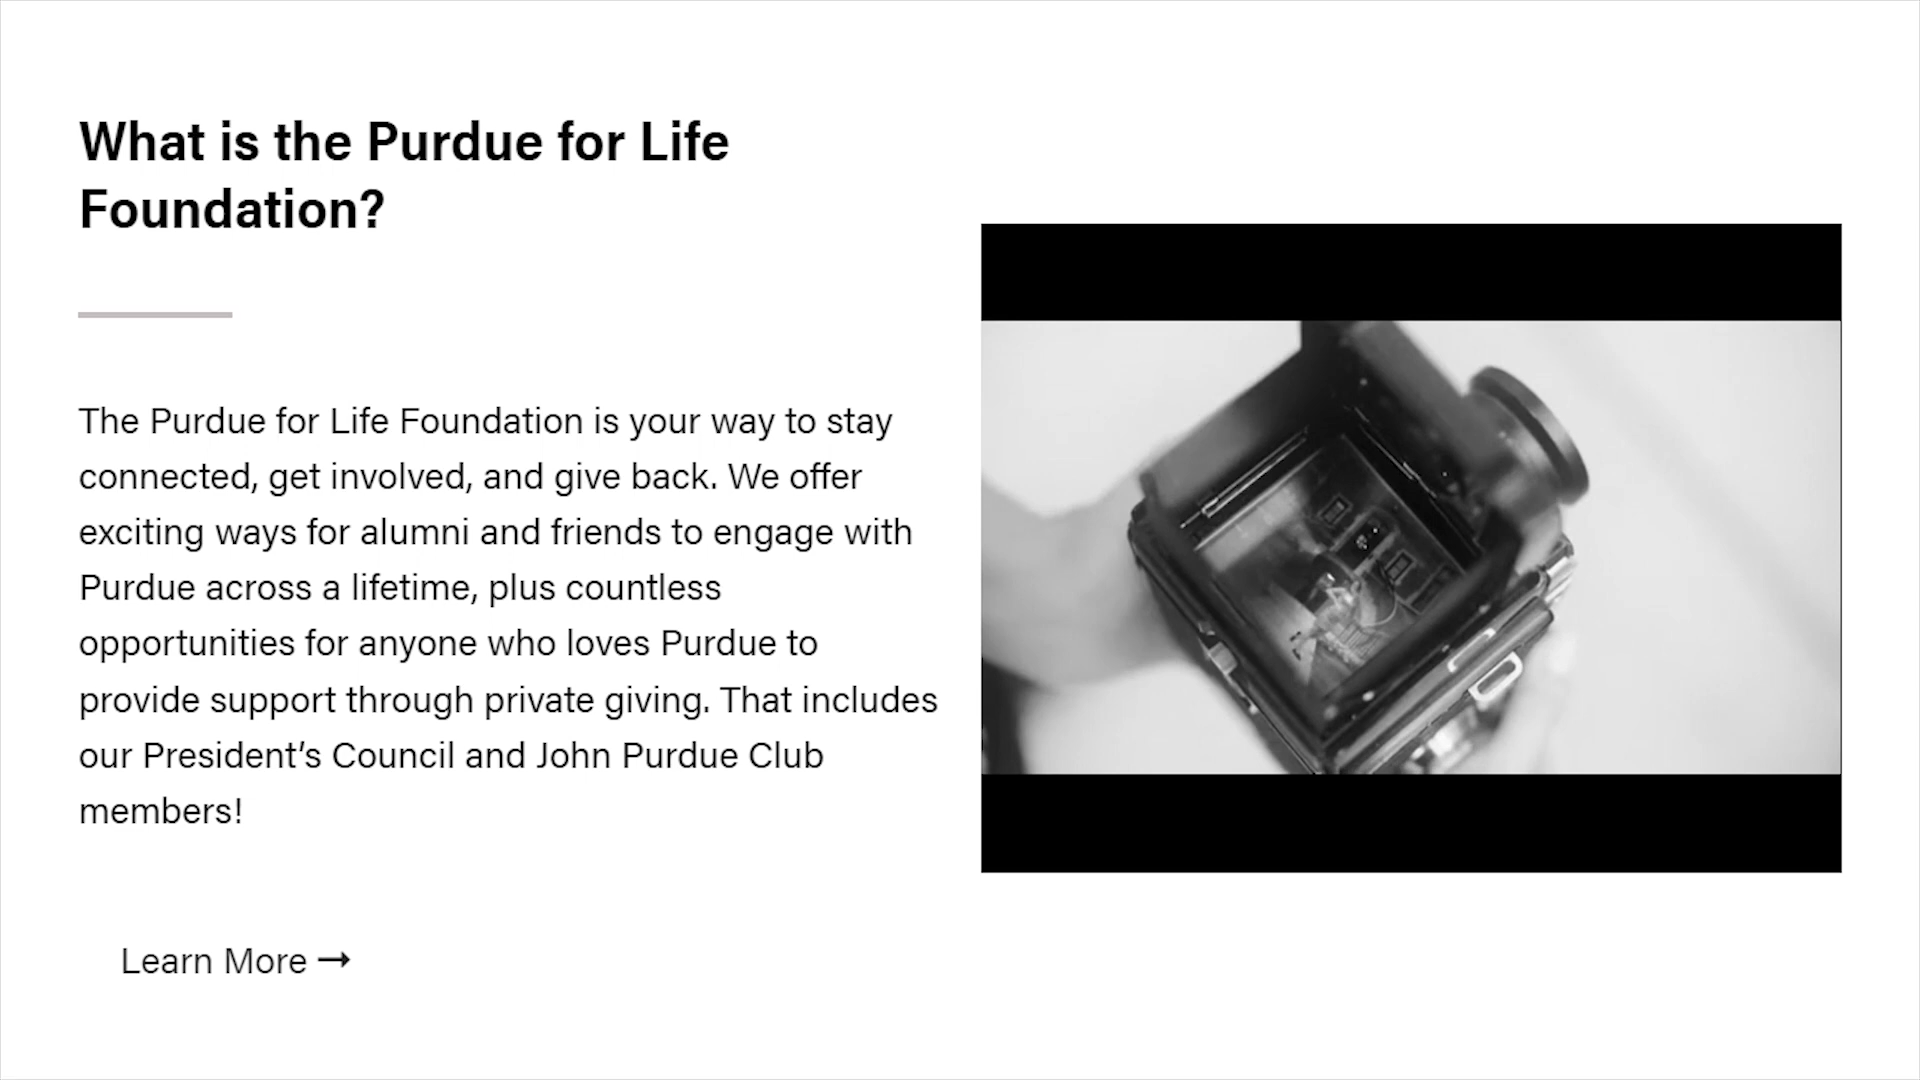 What is the Purdue for Life
Foundation?
The Purdue for Life Foundation is your way to stay
connected, get involved, and give back. We offer
exciting ways for alumni and friends to engage with
Purdue across a lifetime, plus countless
opportunities for anyone who loves Purdue to
provide support through private giving. That includes
our President’s Council and John Purdue Club
members!
Learn More →